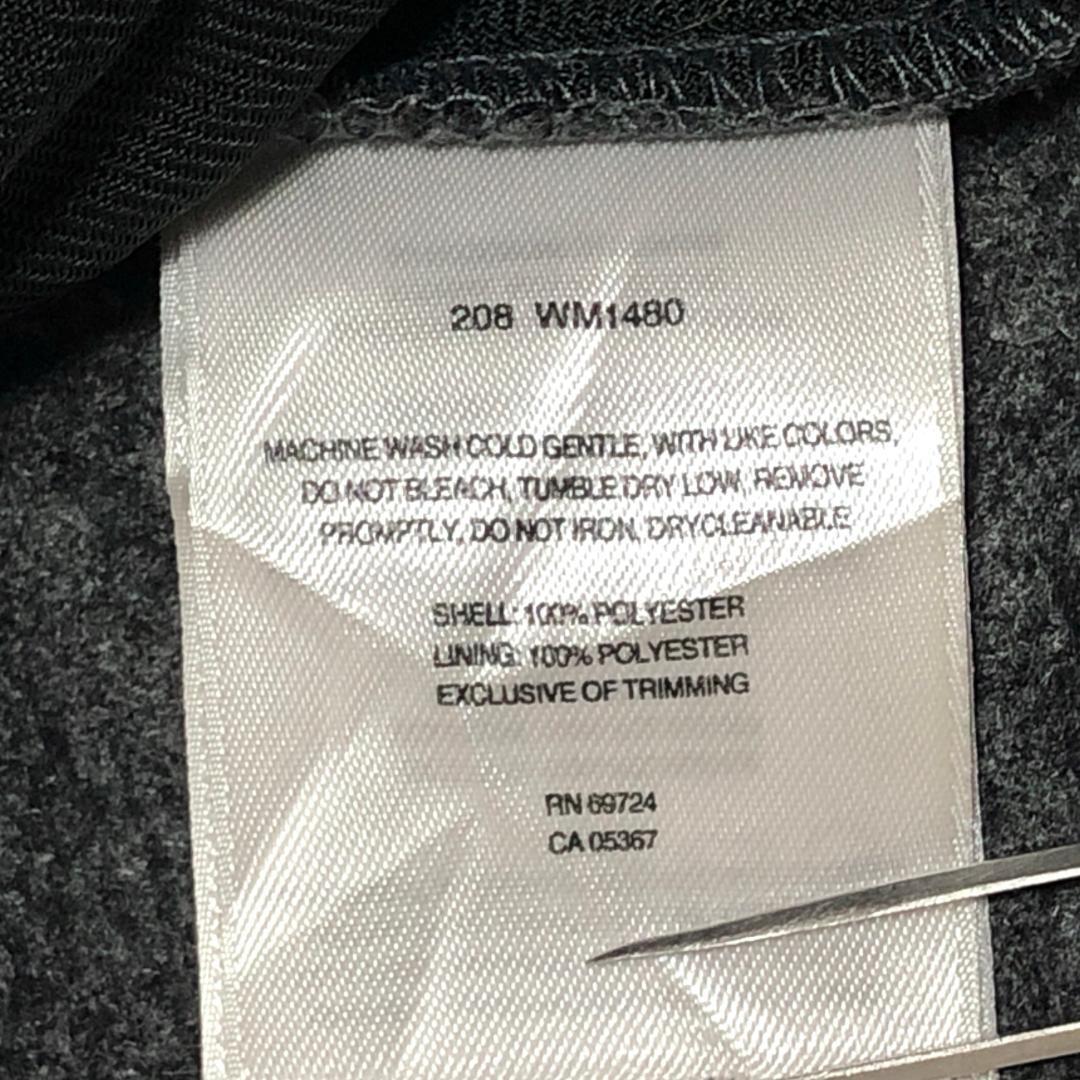 208 WM1480
MACHINE WASH COLD GENTLE, WITH LIKE COLORS,
DO NOT BLEACH, TUMBLE DRY LOW, REMOVE
PROMPTLY, DO NOT IRON, DRYCLEANABLE
SHELL: 100% POLYESTER
LINING: 100% POLYESTER
EXCLUSIVE OF TRIMMING
RN 69724
CA 05367